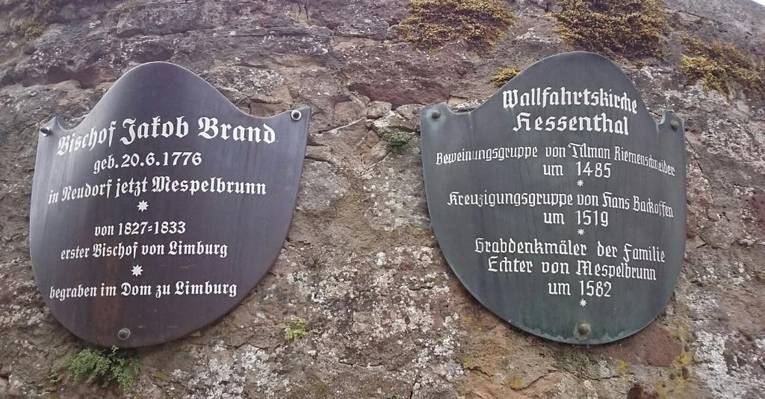 Bischof Jakob Brand
geb. 20.6.1776
in Neudorf jetzt Mespelbrunn
von 1827-1833
erster Bischof von Limburg
begraben im Dom zu Limburg
Wallfahrtskirche
Hessenthal
Beweinungsgruppe von Tilman Riemenschneider
um 1485
Kreuzigungsgruppe von Hans Backoffen
um 1519
Grabdenkmäler der Familie
Echter von Mespelbrunn
um 1582